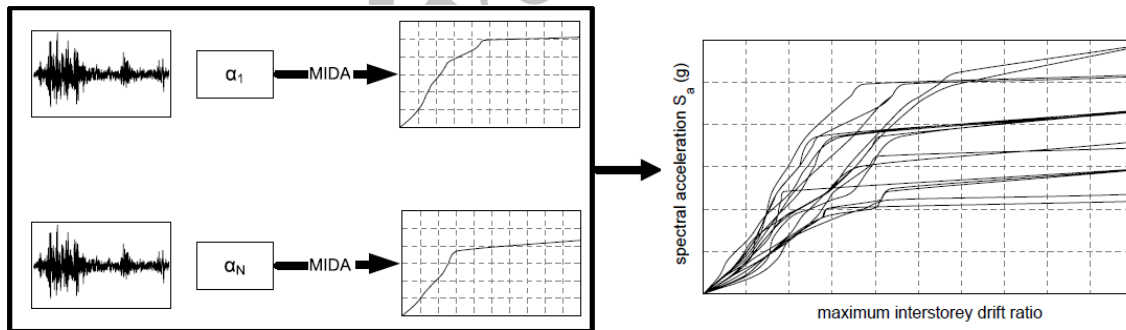 α1
MIDA
αN
MIDA
spectral acceleration Sa (g)
maximum interstorey drift ratio